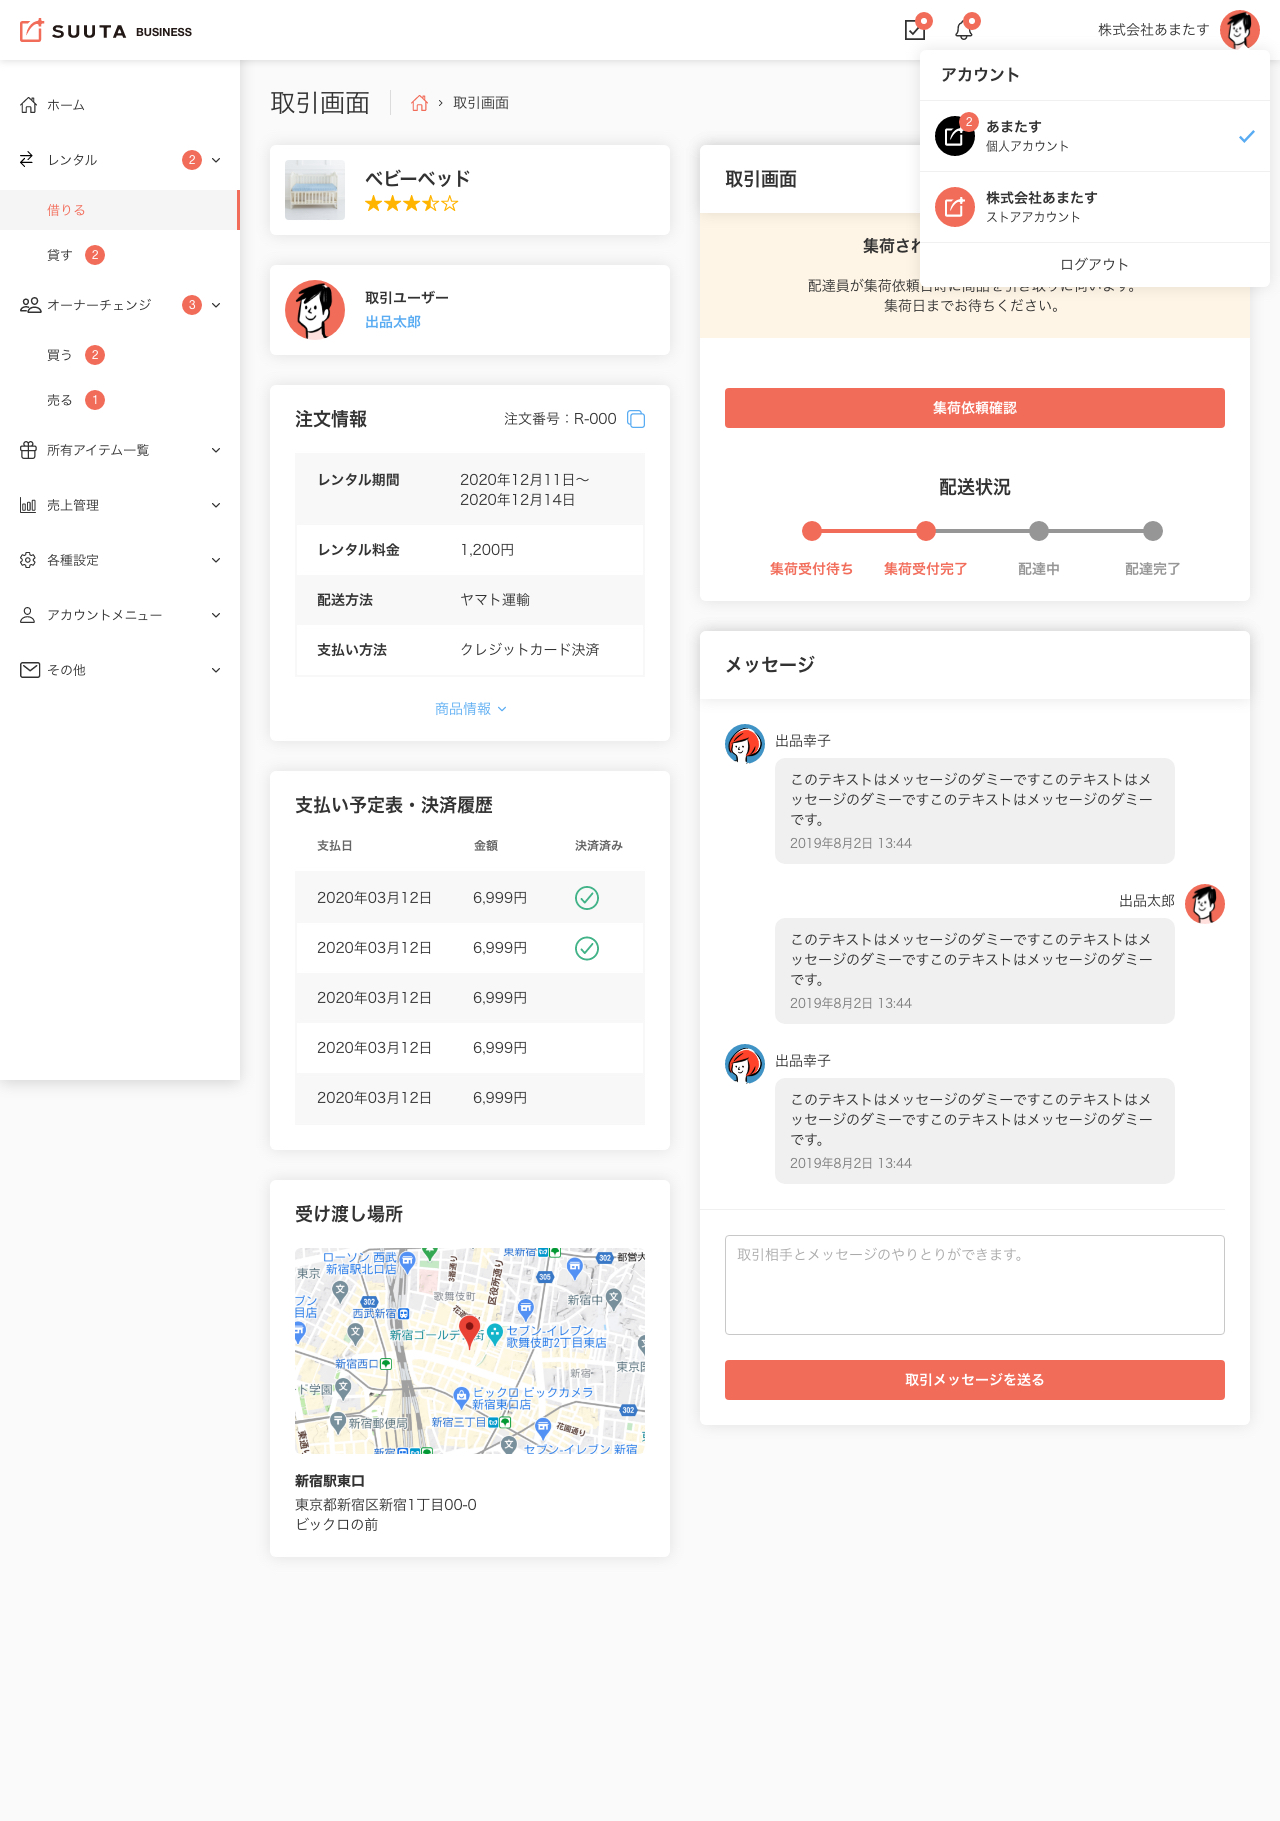 SUUTA BUSINESS
株式会社あまたす
アカウント
2
あまたす
個人アカウント
株式会社あまたす
ストアアカウント
ログアウト
ホーム
レンタル 2
借りる
貸す 2
オーナーチェンジ 3
買う 2
売る 1
所有アイテム一覧
売上管理
各種設定
アカウントメニュー
その他
取引画面
取引画面
ベビーベッド
取引ユーザー
出品太郎
注文情報
注文番号：R-000
レンタル期間 2020年12月11日〜
2020年12月14日
レンタル料金 1,200円
配送方法 ヤマト運輸
支払い方法 クレジットカード決済
商品情報
支払い予定表・決済履歴
支払日 金額 決済済み
2020年03月12日 6,999円
2020年03月12日 6,999円
2020年03月12日 6,999円
2020年03月12日 6,999円
2020年03月12日 6,999円
受け渡し場所
ローソン 西武
新宿駅北口店
東京
3番通り
区役所通り
東新宿
302
都営大
305
ブン
目店
302
歌舞伎町
西武新宿
新宿中
新宿ゴールデ
街
セブン-イレブン
歌舞伎町2丁目東店
新宿西口
新宿
東京
ド学園
ビックロ ビックカメラ
新宿東口店
302
新宿郵便局
新宿三丁目
花園通り
東通り
新宿
セブン-イレブン 新宿
新宿駅東口
東京都新宿区新宿1丁目00-0
ビックロの前
取引画面
集荷され
配達員が集荷依頼日時に商品を引き取りに伺います。
集荷日までお待ちください。
集荷依頼確認
配送状況
集荷受付待ち 集荷受付完了 配達中 配達完了
メッセージ
出品幸子
このテキストはメッセージのダミーですこのテキストはメ
ッセージのダミーですこのテキストはメッセージのダミー
です。
2019年8月2日 13:44
出品太郎
このテキストはメッセージのダミーですこのテキストはメ
ッセージのダミーですこのテキストはメッセージのダミー
です。
2019年8月2日 13:44
出品幸子
このテキストはメッセージのダミーですこのテキストはメ
ッセージのダミーですこのテキストはメッセージのダミー
です。
2019年8月2日 13:44
取引相手とメッセージのやりとりができます。
取引メッセージを送る